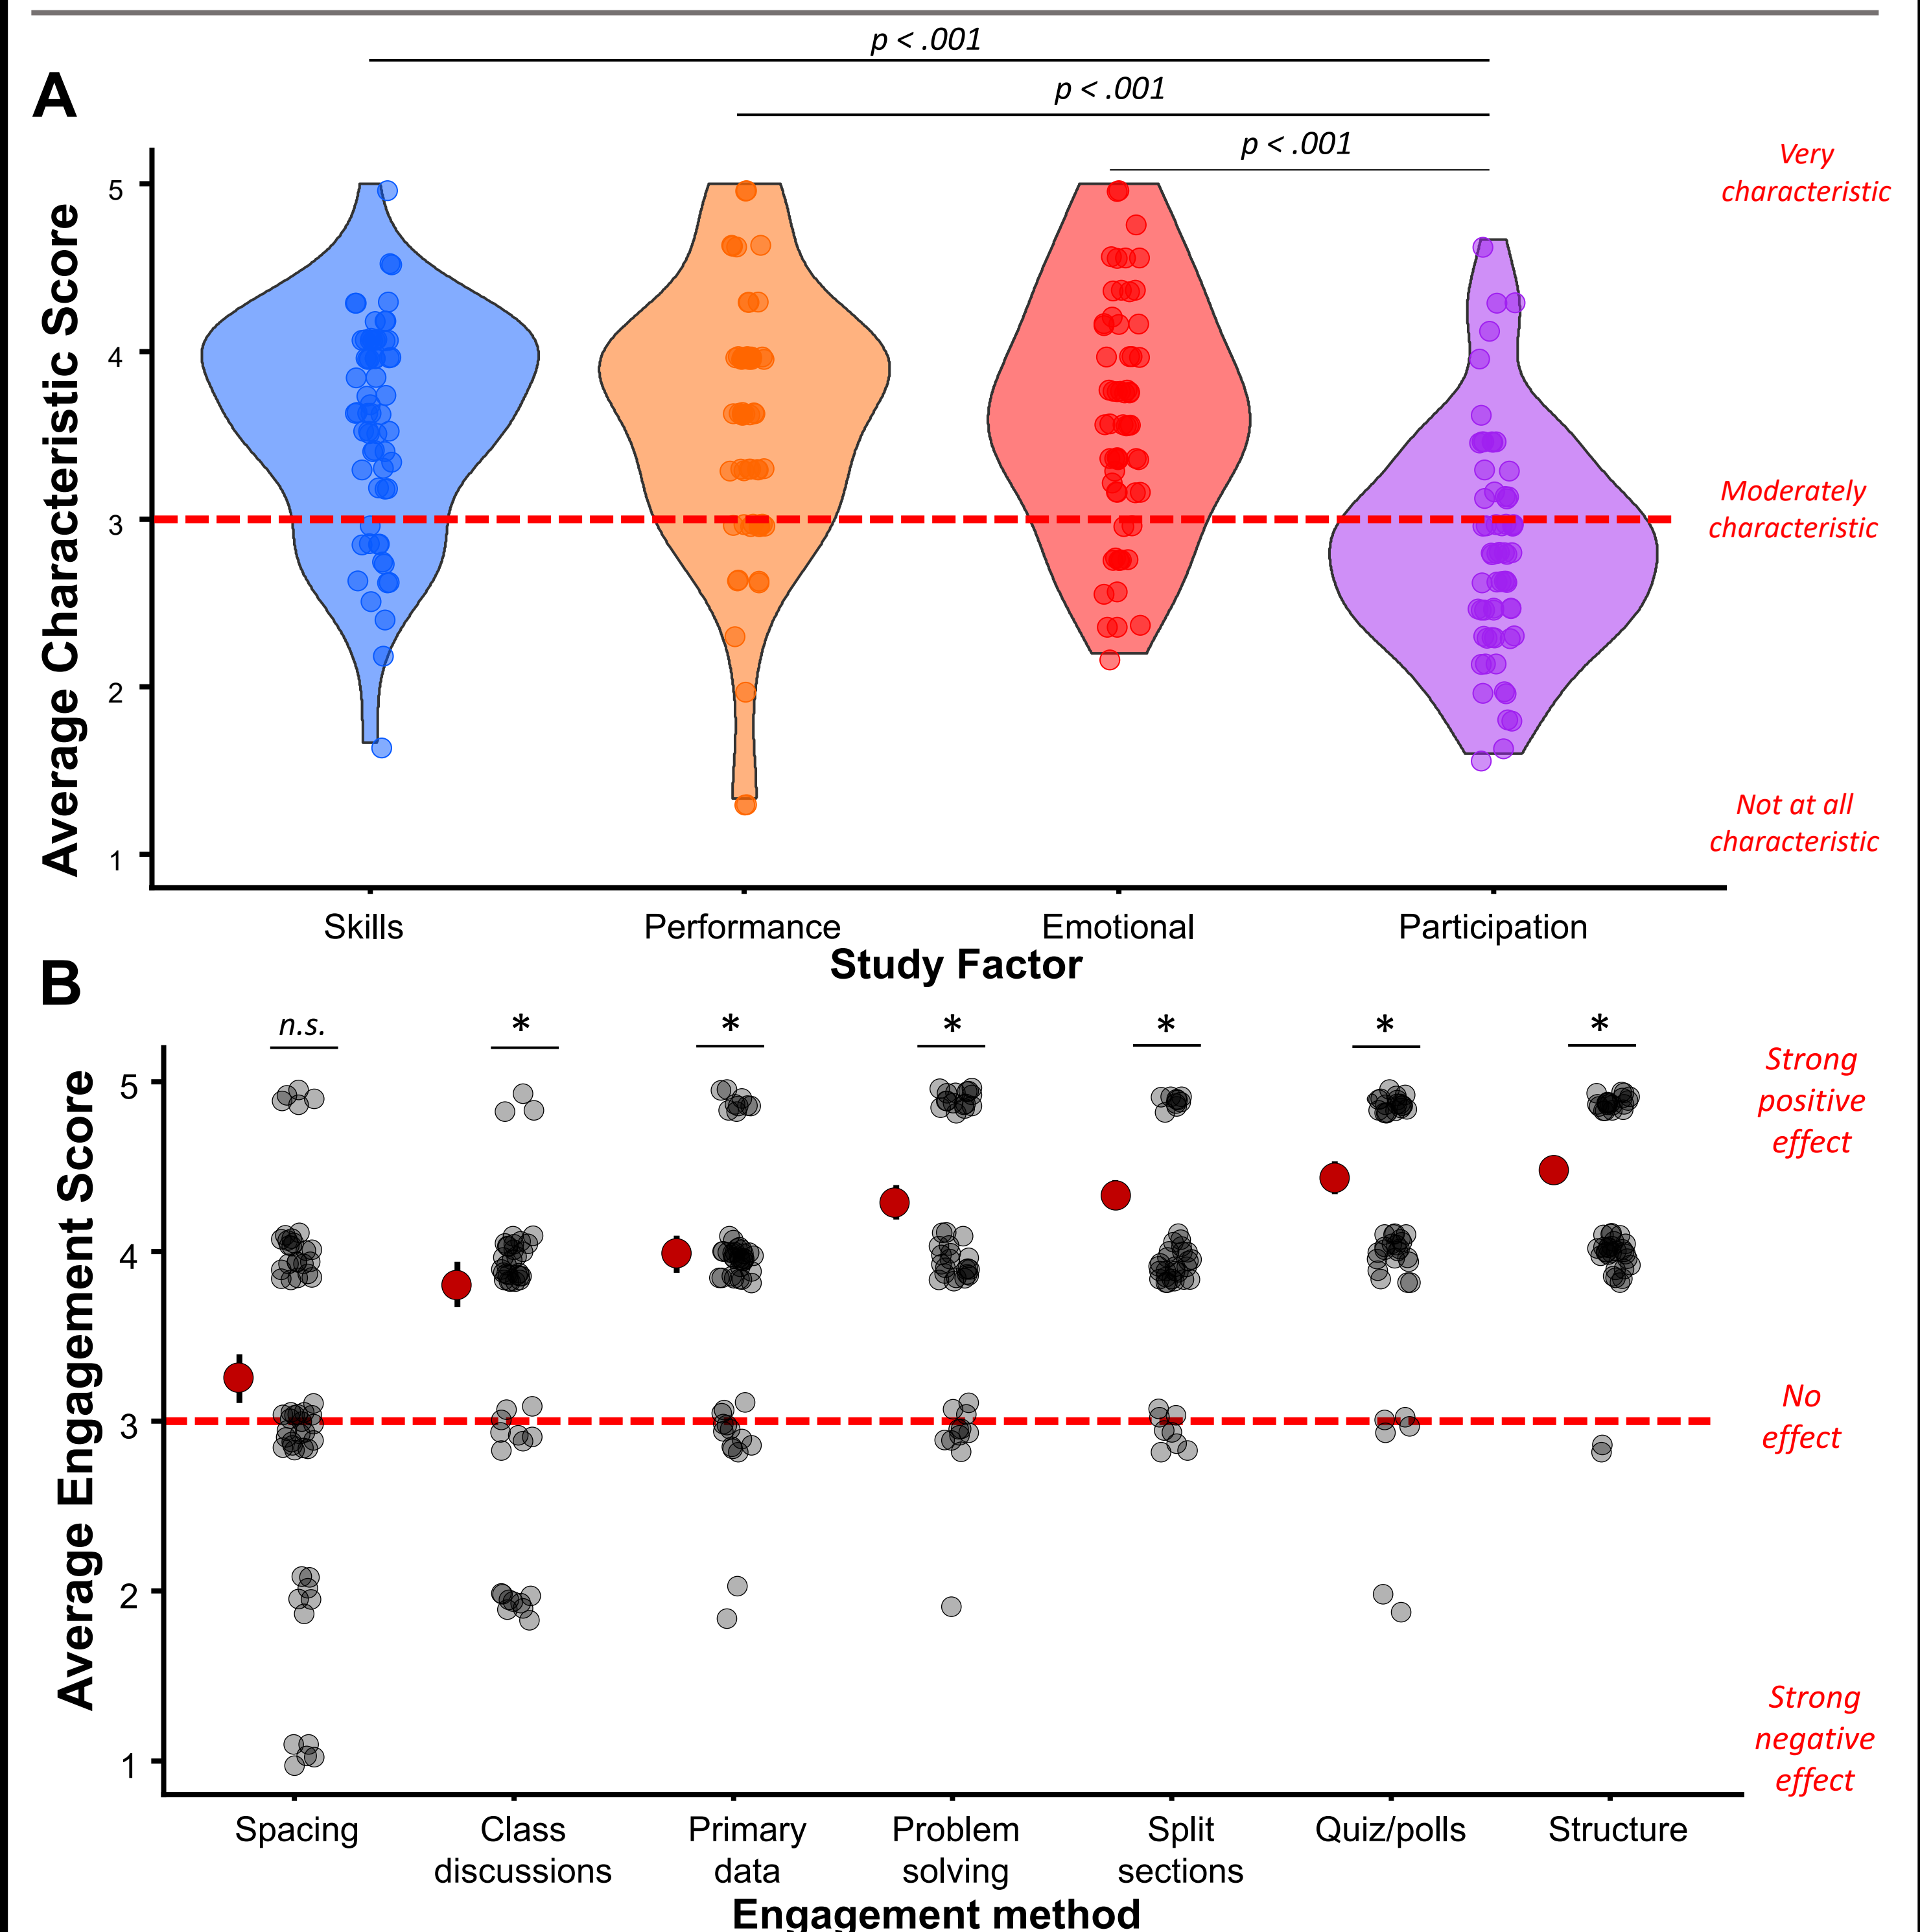 p < .001
A
p < .001
p < .001
Very
characteristic
5
4
Moderately
characteristic
3
2
Not at all
characteristic
1
Average Characteristic Score
Skills
Performance
Emotional
Participation
Study Factor
B
n.s.
*
*
*
*
*
*
Strong
positive
effect
5
4
No
effect
3
2
Strong
negative
effect
1
Average Engagement Score
Spacing
Class
discussions
Primary
data
Problem
solving
Split
sections
Quiz/polls
Structure
Engagement method